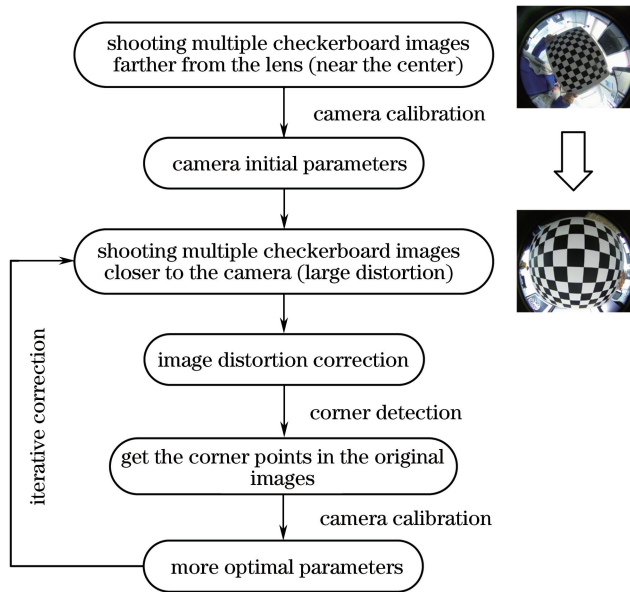 shooting multiple checkerboard images
farther from the lens (near the center)
camera calibration
camera initial parameters
shooting multiple checkerboard images
closer to the camera (large distortion)
image distortion correction
corner detection
get the corner points in the original
images
camera calibration
more optimal parameters
iterative correction